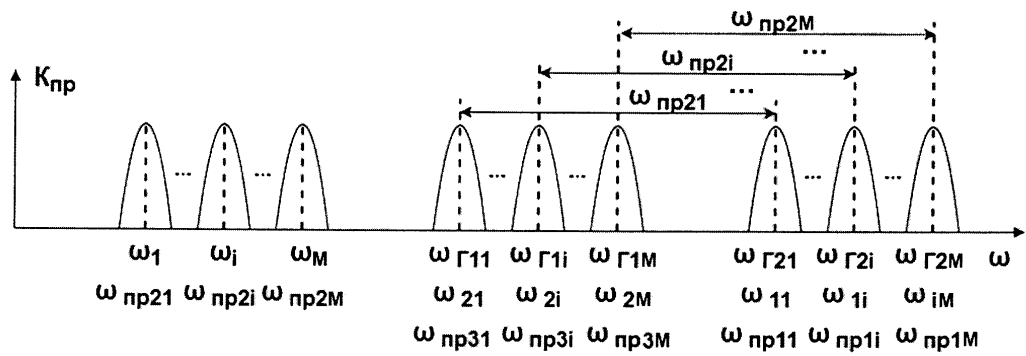 ω пр2М
...
ω пр2i
...
ω пр21
Kпр
... ... ... ... ... ...
ω1 ωi ωМ ω Г11 ω Г1i ω Г1М ω Г21 ω Г2i ω Г2М ω
ω пр21 ω пр2i ω пр2М ω 21 ω 2i ω 2М ω 11 ω 1i ω iМ
ω пр31 ω пр3i ω пр3М ω пр11 ω пр1i ω пр1М